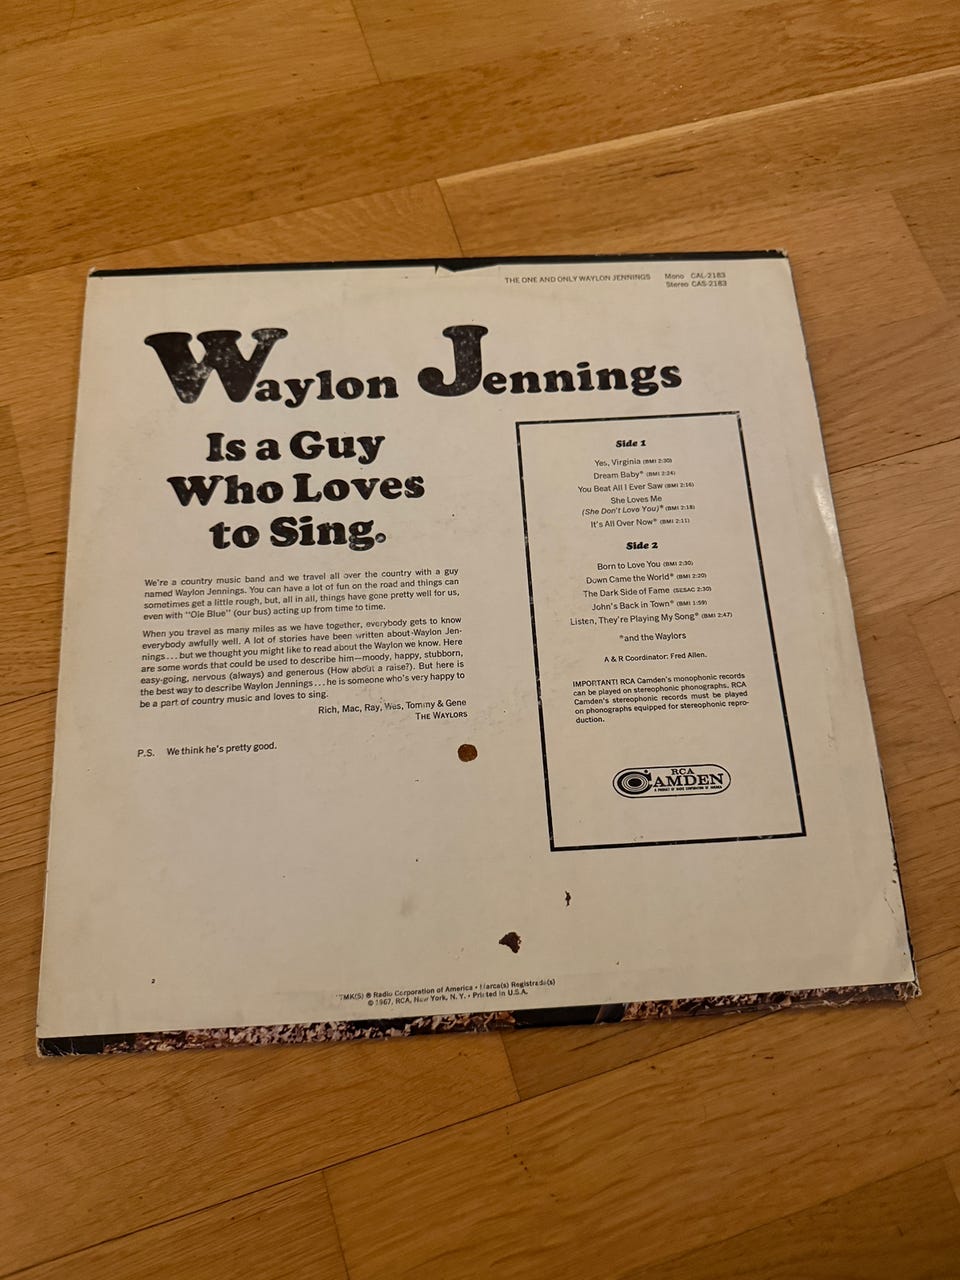 THE ONE AND ONLY WAYLON JENNINGS
Mono CAL-2183
Stereo CAS-2183
Waylon Jennings
Is a Guy
Who Loves
to Sing.
We're a country music band and we travel all over the country with a guy
named Waylon Jennings. You can have a lot of fun on the road and things can
sometimes get a little rough, but, all in all, things have gone pretty well for us,
even with "Ole Blue" (our bus) acting up from time to time.
When you travel as many miles as we have together, everybody gets to know
everybody awfully well. A lot of stories have been written about Waylon Jen-
nings...but we thought you might like to read about the Waylon we know. Here
are some words that could be used to describe him—moody, happy, stubborn,
easy-going, nervous (always) and generous (How about a raise?). But here is
the best way to describe Waylon Jennings...he is someone who's very happy to
be a part of country music and loves to sing.
Rich, Mac, Ray, Wes, Tommy & Gene
THE WAYLORS
P.S. We think he's pretty good.
Side 1
Yes, Virginia (BMI 2:30)
Dream Baby* (BMI 2:24)
You Beat All I Ever Saw (BMI 2:16)
She Loves Me
(She Don't Love You)* (BMI 2:18)
It's All Over Now* (BMI 2:11)
Side 2
Born to Love You (BMI 2:30)
Down Came the World* (BMI 2:20)
The Dark Side of Fame (SESAC 2:30)
John's Back in Town* (BMI 1:59)
Listen, They're Playing My Song* (BMI 2:47)
*and the Waylors
A & R Coordinator: Fred Allen.
IMPORTANT! RCA Camden's monophonic records
can be played on stereophonic phonographs. RCA
Camden's stereophonic records must be played
on phonographs equipped for stereophonic repro-
duction.
RCA
CAMDEN
A PRODUCT OF RADIO CORPORATION OF AMERICA
2
TMK(S) ® Radio Corporation of America • Marca(s) Registrada(s)
© 1967, RCA, New York, N. Y. • Printed in U.S.A.